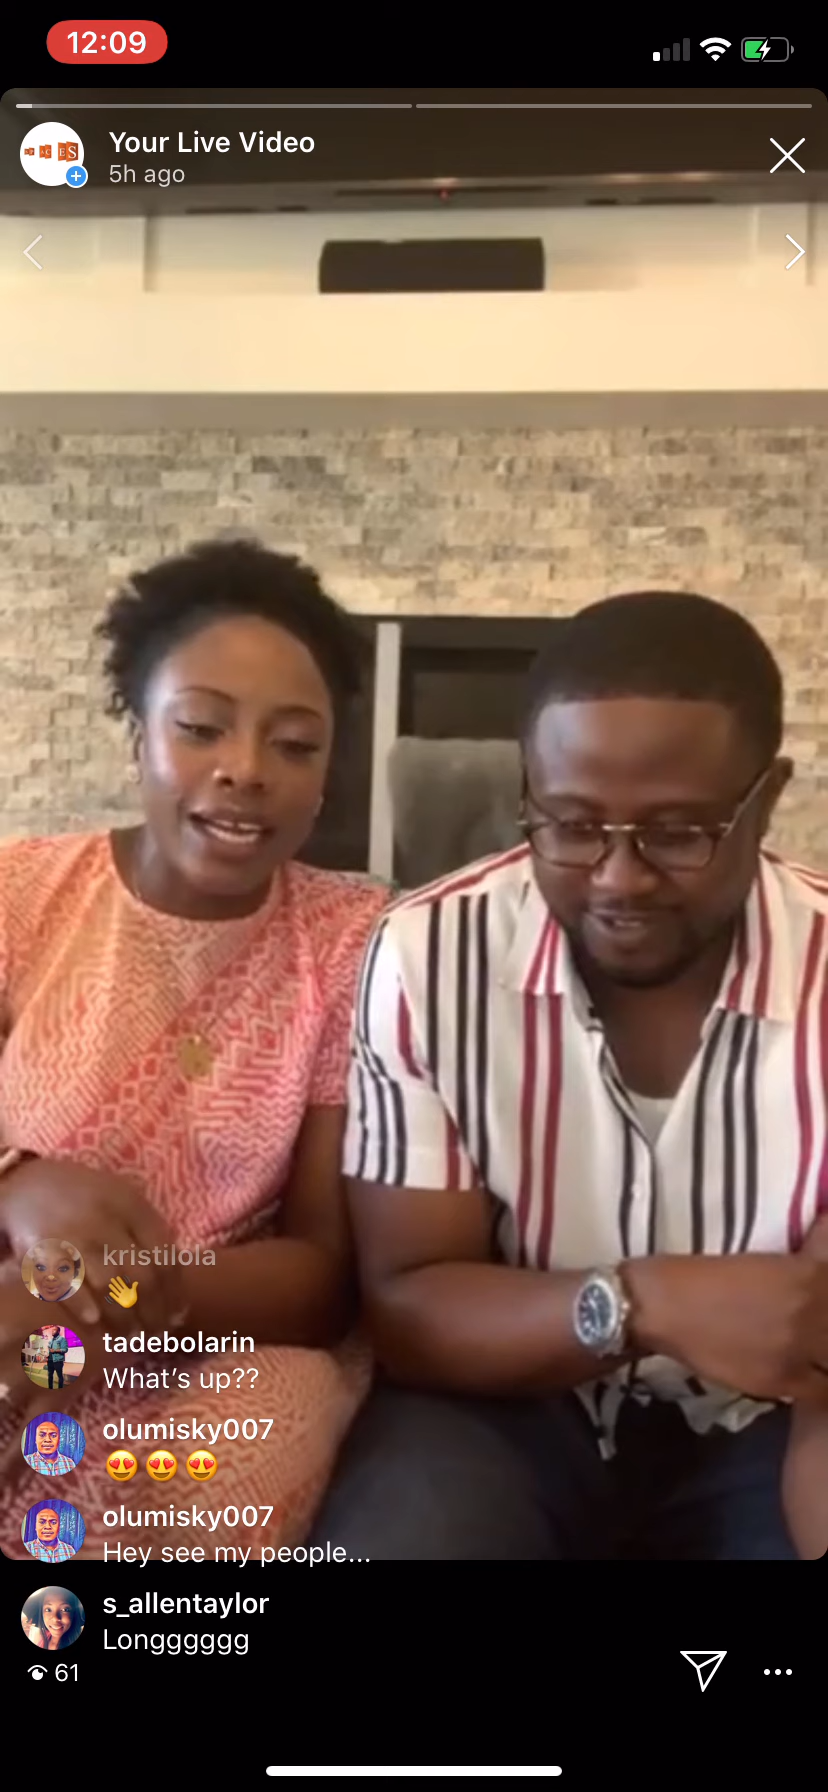 12:09
Your Live Video
5h ago
kristilola
👋
tadebolarin
What's up??
olumisky007
😍 😍 😍
olumisky007
Hey see my people...
s_allentaylor
Longggggg
61